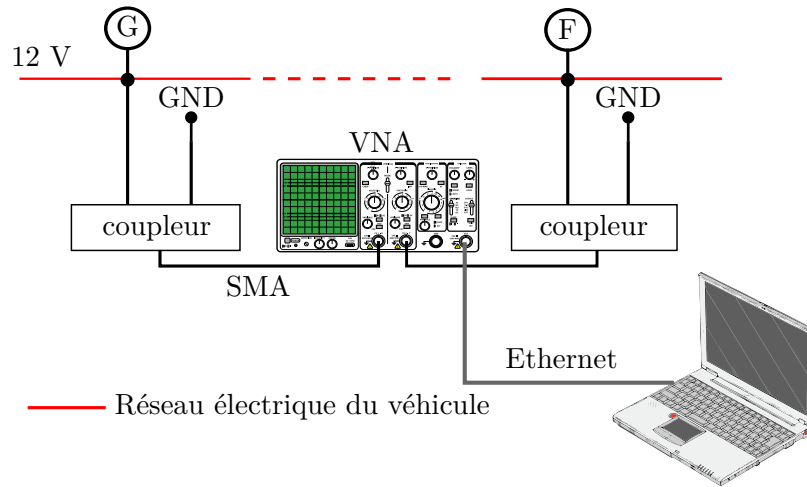 G
F
12 V
GND
GND
VNA
coupleur
coupleur
SMA
Ethernet
Réseau électrique du véhicule